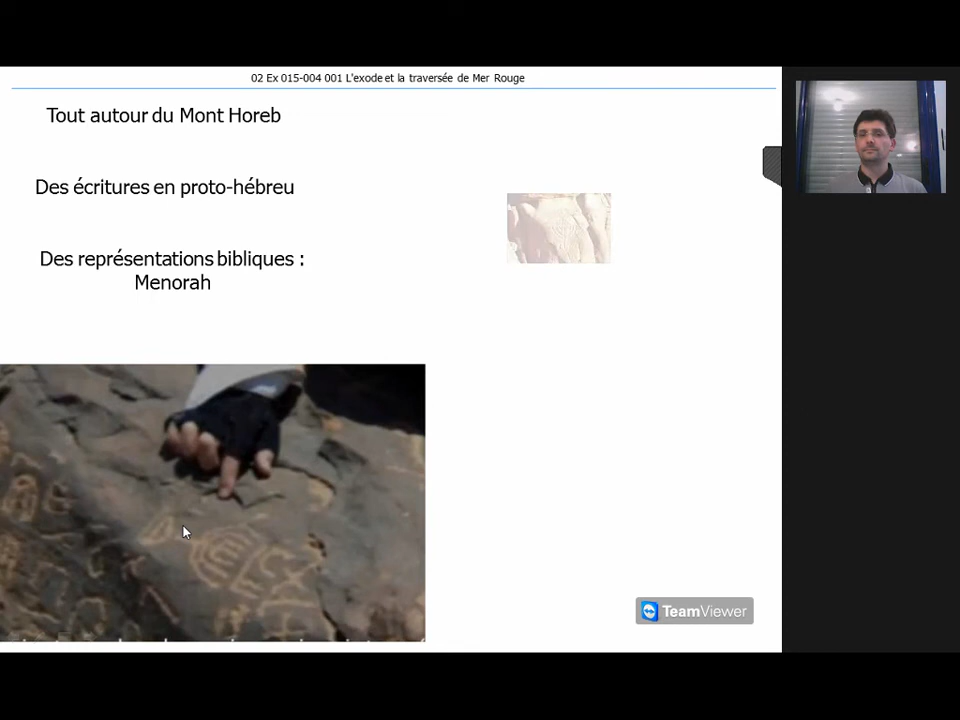 02 Ex 015-004 001 L'exode et la traversée de Mer Rouge
Tout autour du Mont Horeb
Des écritures en proto-hébreu
Des représentations bibliques :
Menorah
TeamViewer